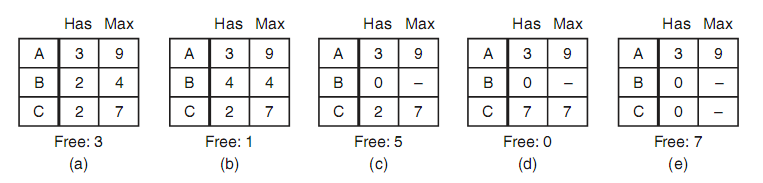 Has Max Has Max Has Max Has Max Has Max
A 3 9 A 3 9 A 3 9 A 3 9 A 3 9
B 2 4 B 4 4 B 0 – B 0 – B 0 –
C 2 7 C 2 7 C 2 7 C 7 7 C 0 –
Free: 3 Free: 1 Free: 5 Free: 0 Free: 7
(a) (b) (c) (d) (e)